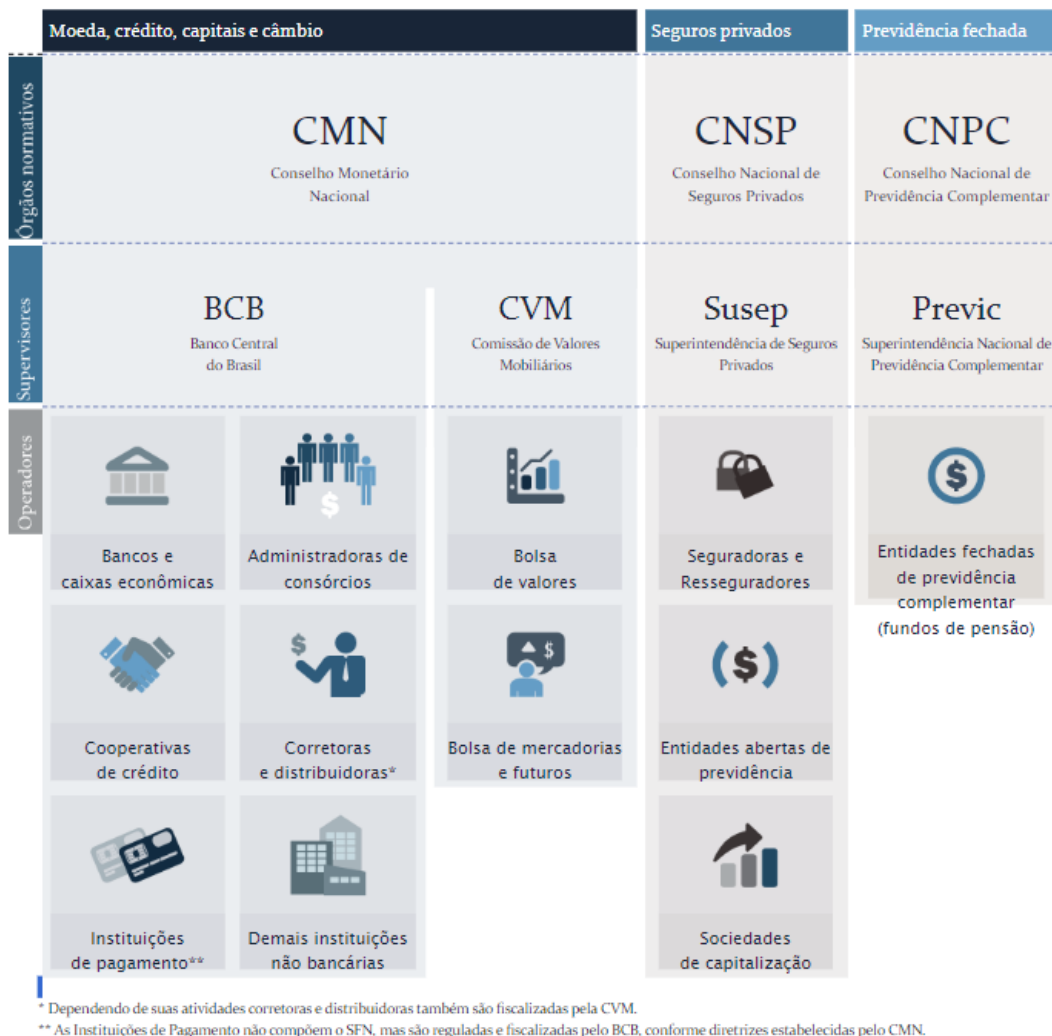 Moeda, crédito, capitais e câmbio
Seguros privados
Previdência fechada
Órgãos normativos
CMN
Conselho Monetário
Nacional
CNSP
Conselho Nacional de
Seguros Privados
CNPC
Conselho Nacional de
Previdência Complementar
Supervisores
BCB
Banco Central
do Brasil
CVM
Comissão de Valores
Mobiliários
Susep
Superintendência de Seguros
Privados
Previc
Superintendência Nacional de
Previdência Complementar
Operadores
Bancos e
caixas econômicas
Administradoras de
consórcios
Bolsa
de valores
Seguradoras e
Resseguradores
Entidades fechadas
de previdência
complementar
(fundos de pensão)
Cooperativas
de crédito
Corretoras
e distribuidoras*
Bolsa de mercadorias
e futuros
Entidades abertas de
previdência
Instituições
de pagamento**
Demais instituições
não bancárias
Sociedades
de capitalização
* Dependendo de suas atividades corretoras e distribuidoras também são fiscalizadas pela CVM.
** As Instituições de Pagamento não compõem o SFN, mas são reguladas e fiscalizadas pelo BCB, conforme diretrizes estabelecidas pelo CMN.